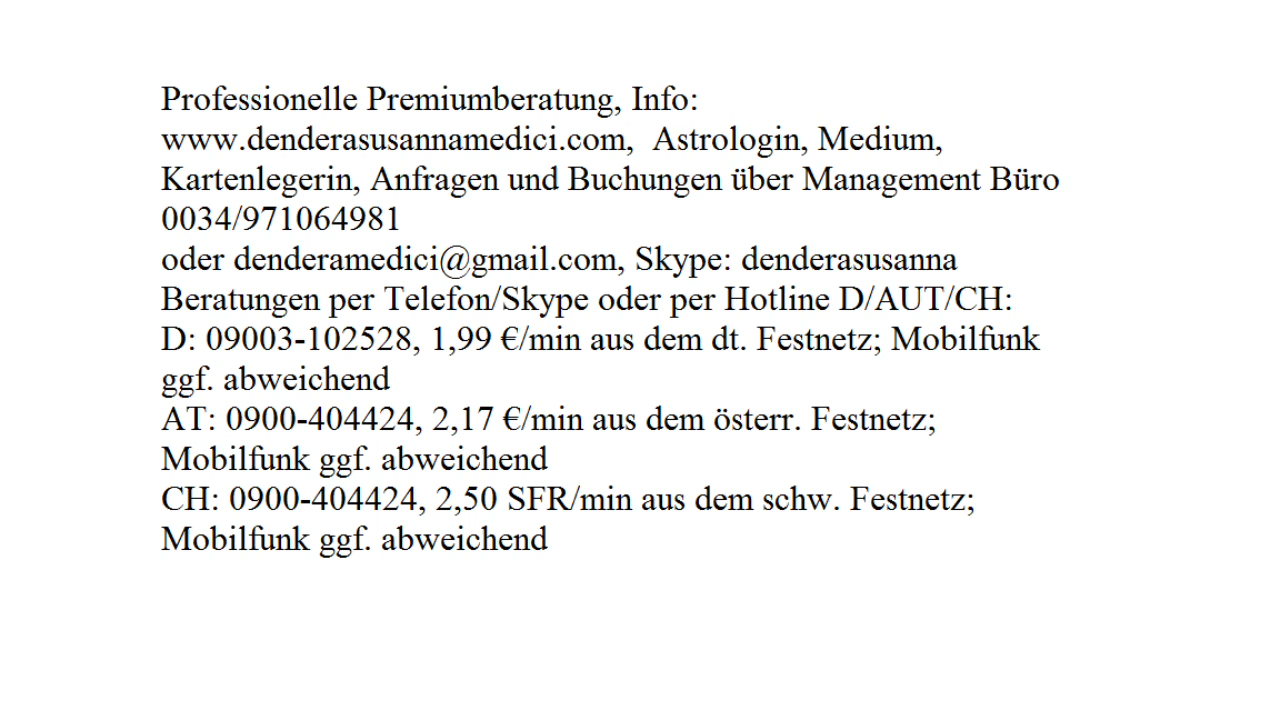 Professionelle Premiumberatung, Info:
www.denderasusannamedici.com,  Astrologin, Medium,
Kartenlegerin, Anfragen und Buchungen über Management Büro
0034/971064981
oder denderamedici@gmail.com, Skype: denderasusanna
Beratungen per Telefon/Skype oder per Hotline D/AUT/CH:
D: 09003-102528, 1,99 €/min aus dem dt. Festnetz; Mobilfunk
ggf. abweichend
AT: 0900-404424, 2,17 €/min aus dem österr. Festnetz;
Mobilfunk ggf. abweichend
CH: 0900-404424, 2,50 SFR/min aus dem schw. Festnetz;
Mobilfunk ggf. abweichend